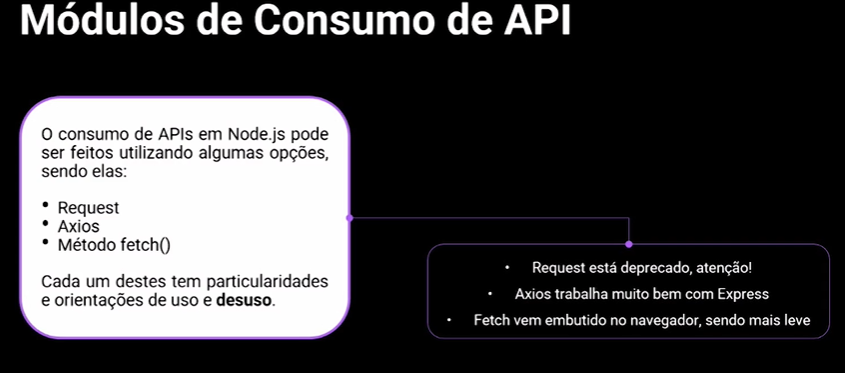 Módulos de Consumo de API
O consumo de APIs em Node.js pode
ser feitos utilizando algumas opções,
sendo elas:
• Request
• Axios
• Método fetch()
Cada um destes tem particularidades
e orientações de uso e desuso.
• Request está deprecado, atenção!
• Axios trabalha muito bem com Express
• Fetch vem embutido no navegador, sendo mais leve